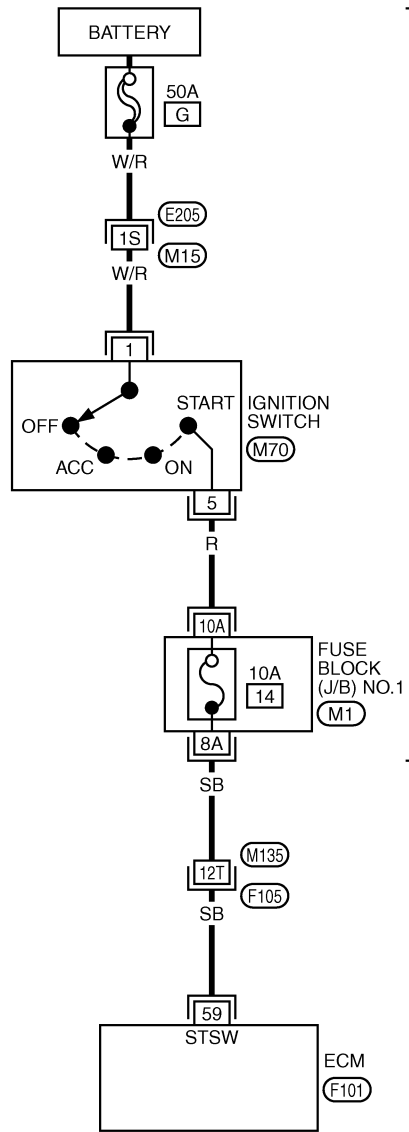 BATTERY
50A
G
W/R
E205
1S
M15
W/R
1
START
IGNITION
SWITCH
OFF
M70
ACC
ON
5
R
10A
FUSE
BLOCK
(J/B) NO.1
10A
14
M1
8A
SB
M135
12T
F105
SB
59
STSW
ECM
F101